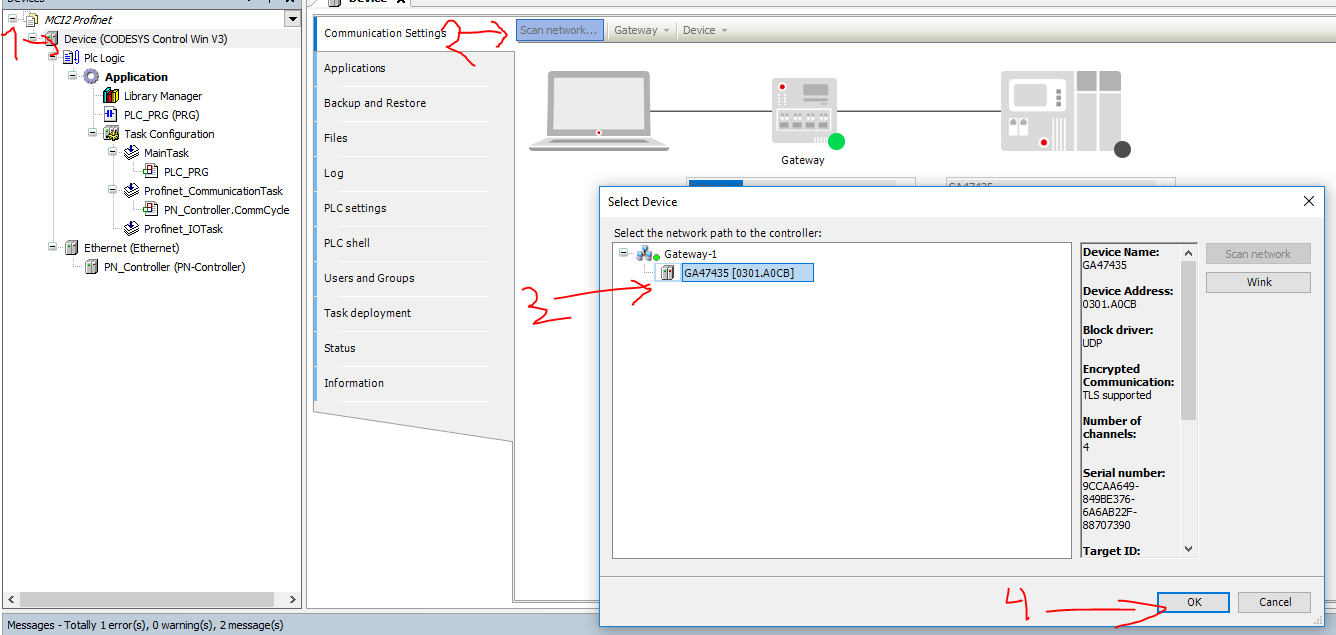 Devices
MCI2 Profinet
Device (CODESYS Control Win V3)
Plc Logic
Application
Library Manager
PLC_PRG (PRG)
Task Configuration
MainTask
PLC_PRG
Profinet_CommunicationTask
PN_Controller.CommCycle
Profinet_IOTask
Ethernet (Ethernet)
PN_Controller (PN-Controller)
1
Device
Communication Settings
Applications
Backup and Restore
Files
Log
PLC settings
PLC shell
Users and Groups
Task deployment
Status
Information
2
Scan network...
Gateway
Device
Gateway
GA47435
Select Device
Select the network path to the controller:
Gateway-1
GA47435 [0301.A0CB]
3
Device Name:
GA47435
Device Address:
0301.A0CB
Block driver:
UDP
Encrypted
Communication:
TLS supported
Number of
channels:
4
Serial number:
9CCAA649-
849BE376-
6A6AB22F-
88707390
Target ID:
Scan network
Wink
4
OK
Cancel
Messages - Totally 1 error(s), 0 warning(s), 2 message(s)